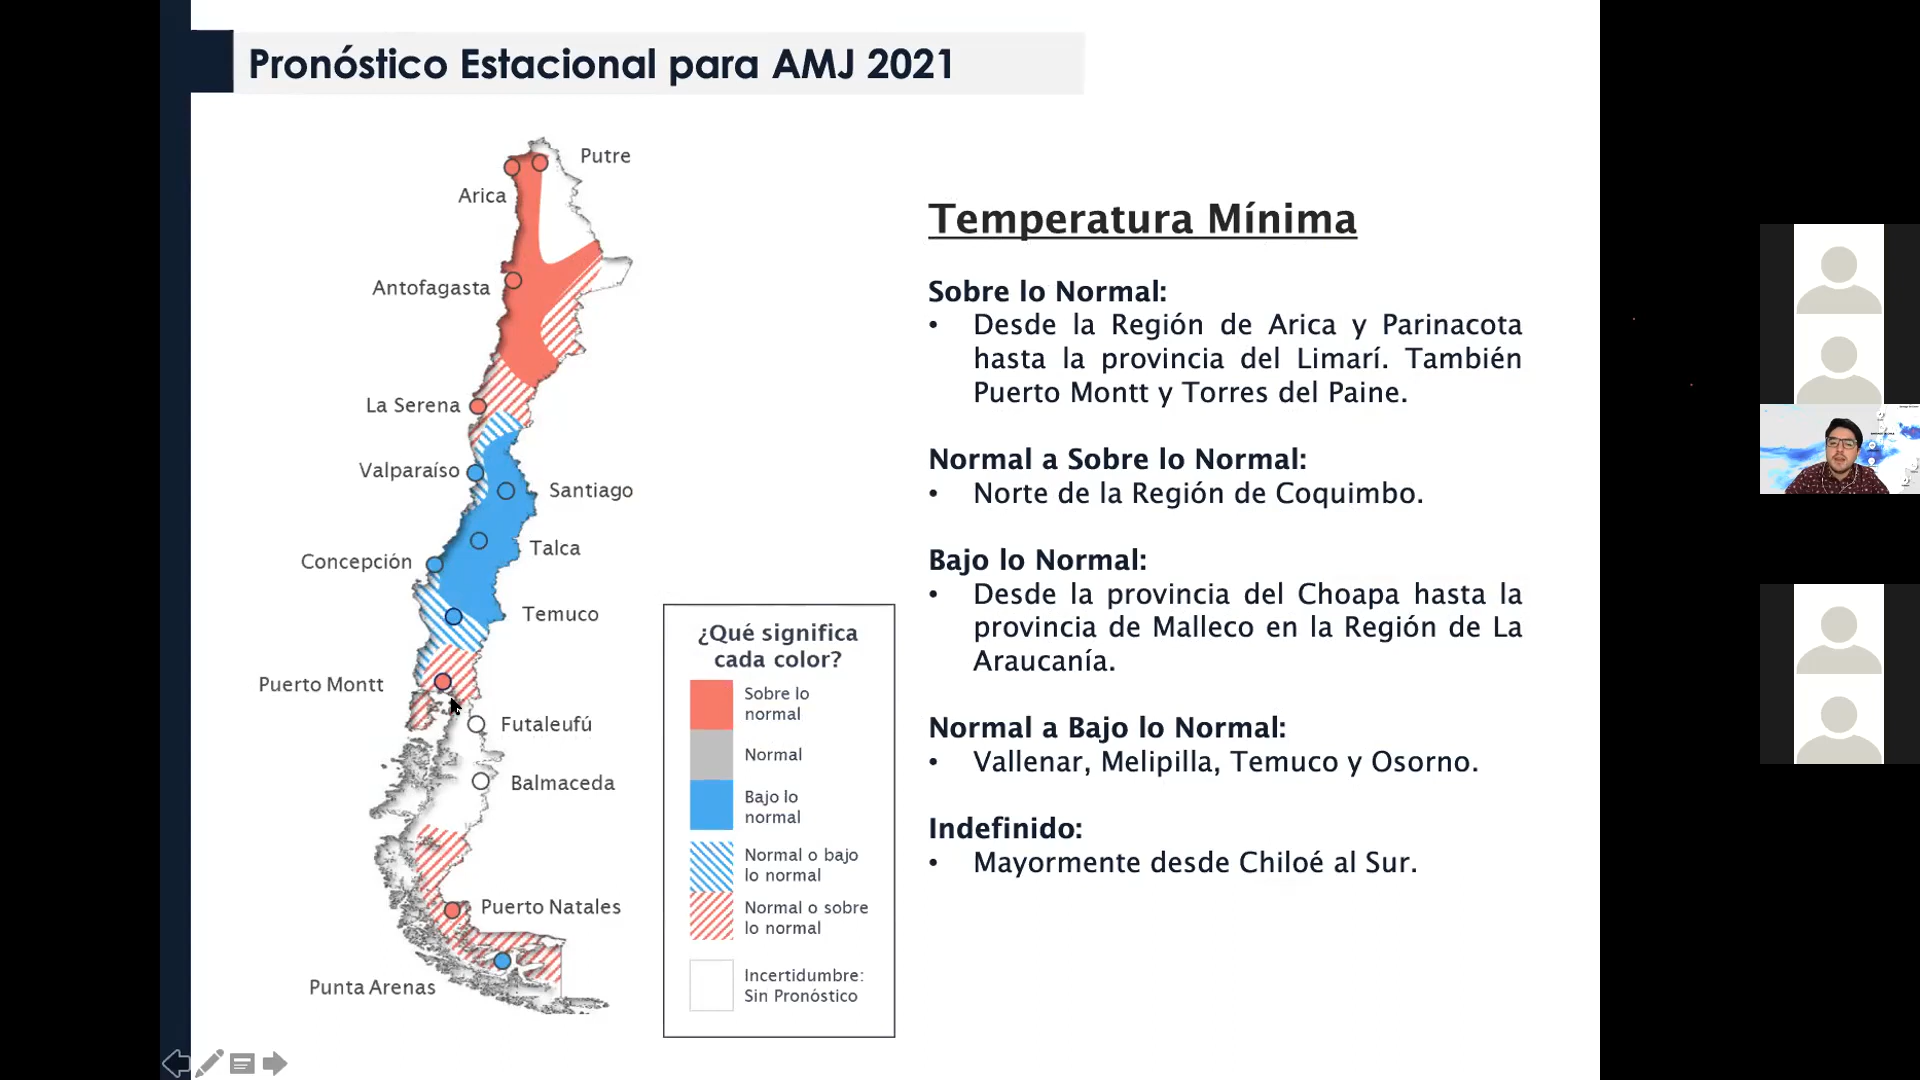 Pronóstico Estacional para AMJ 2021
Putre
Arica
Antofagasta
La Serena
Valparaíso
Santiago
Talca
Concepción
Temuco
Puerto Montt
Futaleufú
Balmaceda
Puerto Natales
Punta Arenas
¿Qué significa
cada color?
Sobre lo
normal
Normal
Bajo lo
normal
Normal o bajo
lo normal
Normal o sobre
lo normal
Incertidumbre:
Sin Pronóstico
Temperatura Mínima
Sobre lo Normal:
• Desde la Región de Arica y Parinacota
hasta la provincia del Limarí. También
Puerto Montt y Torres del Paine.
Normal a Sobre lo Normal:
• Norte de la Región de Coquimbo.
Bajo lo Normal:
• Desde la provincia del Choapa hasta la
provincia de Malleco en la Región de La
Araucanía.
Normal a Bajo lo Normal:
• Vallenar, Melipilla, Temuco y Osorno.
Indefinido:
• Mayormente desde Chiloé al Sur.